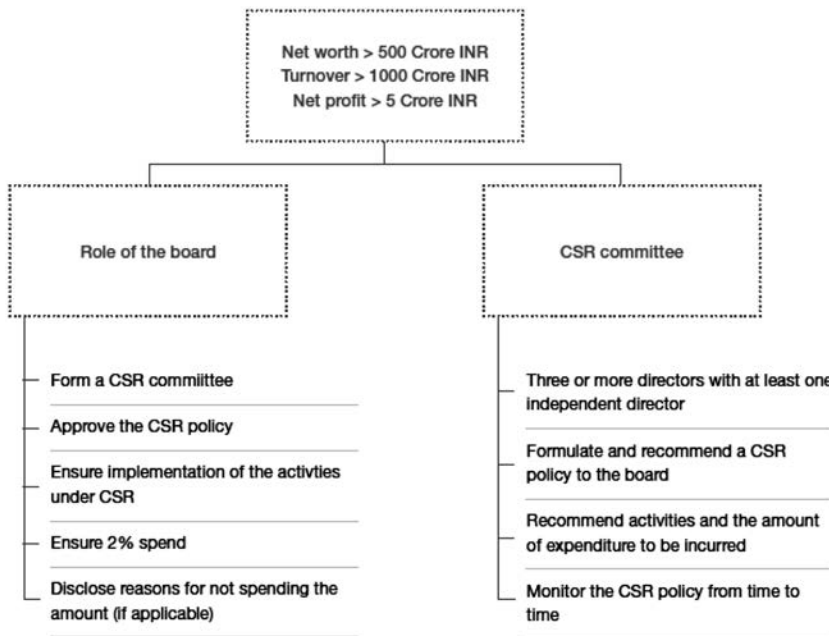 Net worth > 500 Crore INR
Turnover > 1000 Crore INR
Net profit > 5 Crore INR
Role of the board
CSR committee
Form a CSR commiittee
Approve the CSR policy
Ensure implementation of the activties
under CSR
Ensure 2% spend
Disclose reasons for not spending the
amount (if applicable)
Three or more directors with at least one
independent director
Formulate and recommend a CSR
policy to the board
Recommend activities and the amount
of expenditure to be incurred
Monitor the CSR policy from time to
time